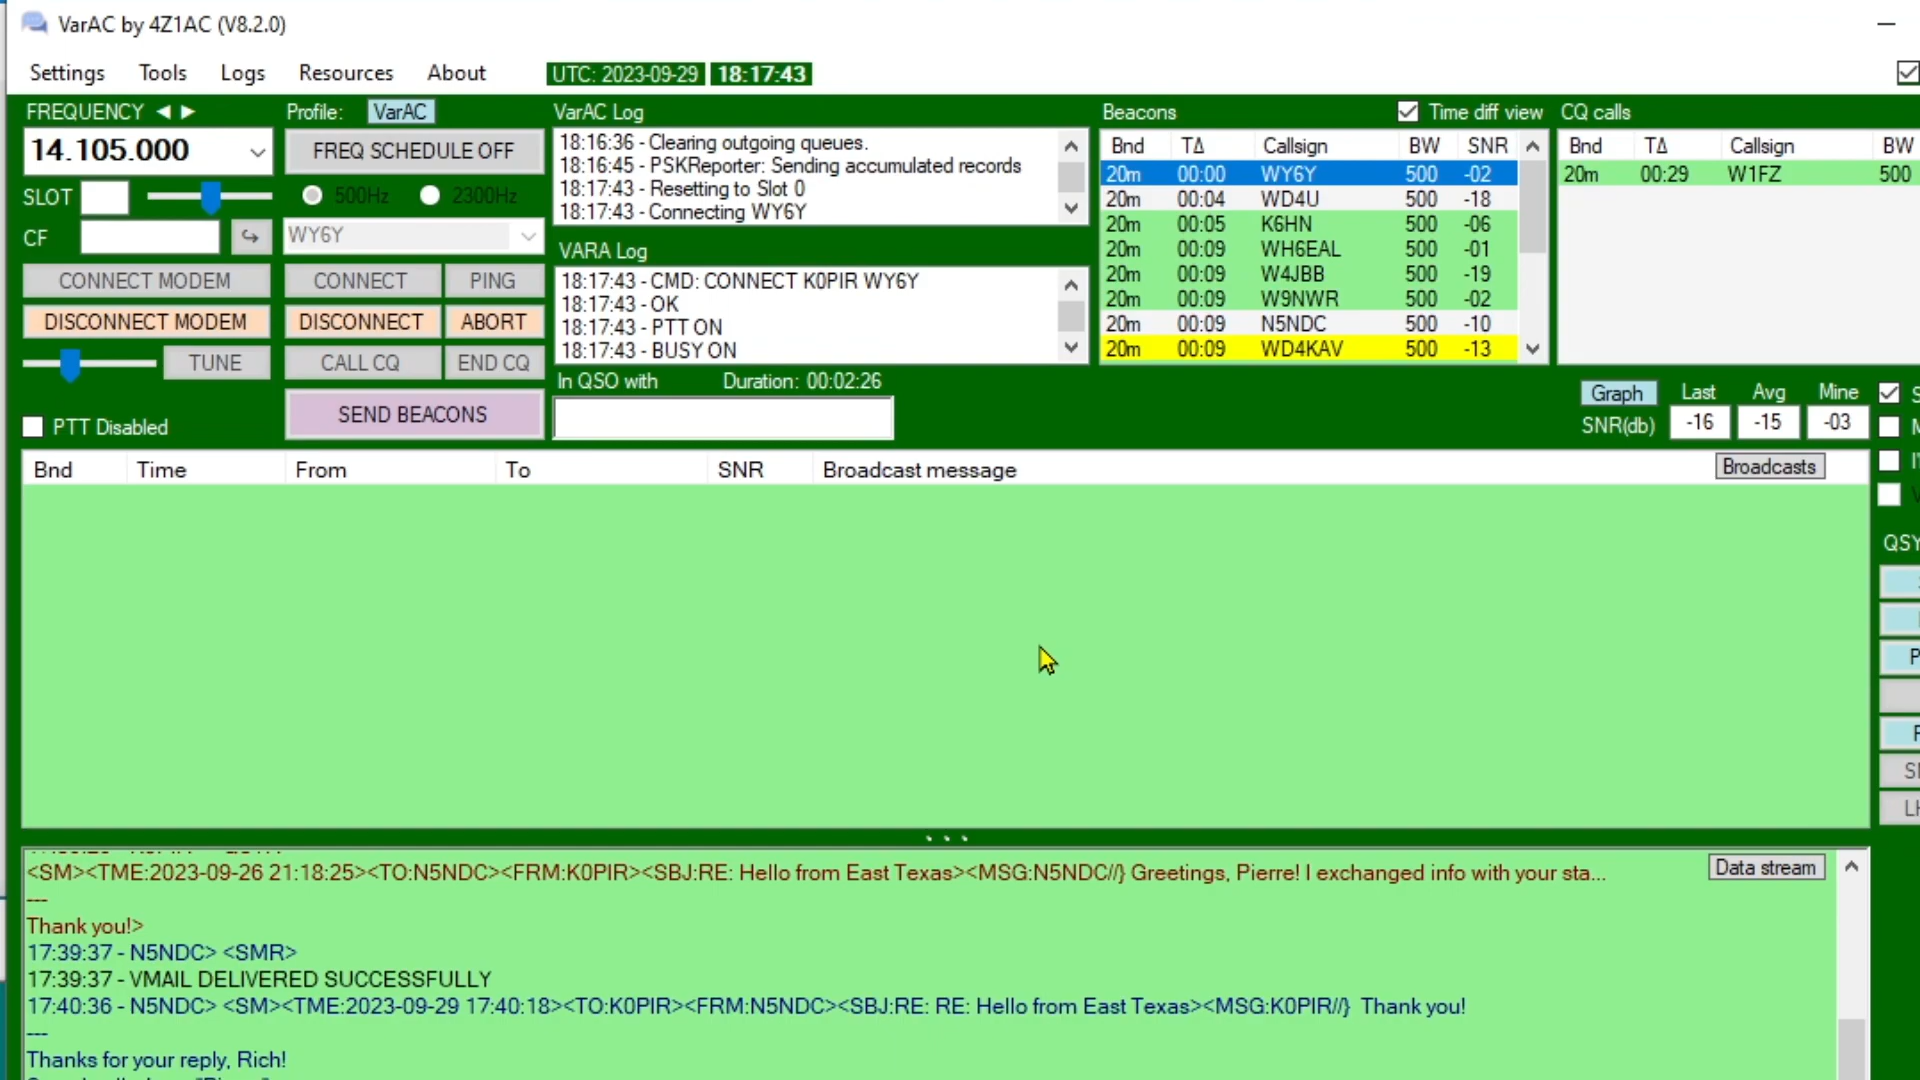 VarAC by 4Z1AC (V8.2.0)
Settings Tools Logs Resources About UTC: 2023-09-29 18:17:43
FREQUENCY Profile: VarAC VarAC Log Beacons Time diff view CQ calls
14.105.000 FREQ SCHEDULE OFF
18:16:36 - Clearing outgoing queues.
18:16:45 - PSKReporter: Sending accumulated records
18:17:43 - Resetting to Slot 0
18:17:43 - Connecting WY6Y
Bnd TΔ Callsign BW SNR
20m 00:00 WY6Y 500 -02
20m 00:04 WD4U 500 -18
20m 00:05 K6HN 500 -06
20m 00:09 WH6EAL 500 -01
20m 00:09 W4JBB 500 -19
20m 00:09 W9NWR 500 -02
20m 00:09 N5NDC 500 -10
20m 00:09 WD4KAV 500 -13
Bnd TΔ Callsign BW
20m 00:29 W1FZ 500
SLOT 500Hz 2300Hz
CF WY6Y
VARA Log
18:17:43 - CMD: CONNECT K0PIR WY6Y
18:17:43 - OK
18:17:43 - PTT ON
18:17:43 - BUSY ON
CONNECT MODEM CONNECT PING
DISCONNECT MODEM DISCONNECT ABORT
TUNE CALL CQ END CQ
In QSO with Duration: 00:02:26
PTT Disabled SEND BEACONS
Graph Last Avg Mine
SNR(db) -16 -15 -03
Bnd Time From To SNR Broadcast message Broadcasts
QSY
<SM><TME:2023-09-26 21:18:25><TO:N5NDC><FRM:K0PIR><SBJ:RE: Hello from East Texas><MSG:N5NDC//} Greetings, Pierre! I exchanged info with your sta...
Data stream
---
Thank you!>
17:39:37 - N5NDC> <SMR>
17:39:37 - VMAIL DELIVERED SUCCESSFULLY
17:40:36 - N5NDC> <SM><TME:2023-09-29 17:40:18><TO:K0PIR><FRM:N5NDC><SBJ:RE: RE: Hello from East Texas><MSG:K0PIR//} Thank you!
---
Thanks for your reply, Rich!